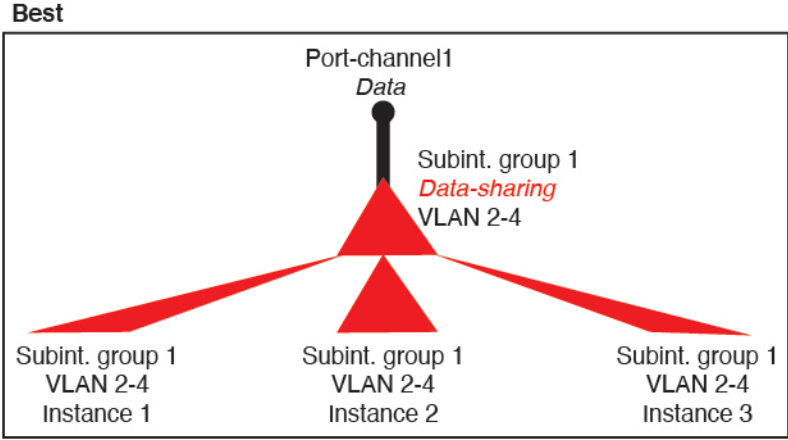 Best
Port-channel1
Data
Subint. group 1
Data-sharing
VLAN 2-4
Subint. group 1
VLAN 2-4
Instance 1
Subint. group 1
VLAN 2-4
Instance 2
Subint. group 1
VLAN 2-4
Instance 3